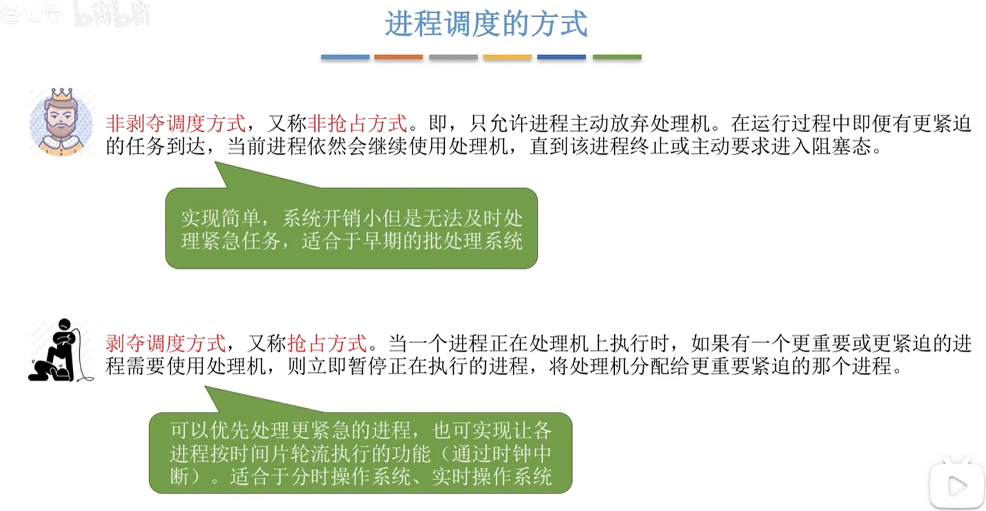 bilibili
进程调度的方式
非剥夺调度方式，又称非抢占方式。即，只允许进程主动放弃处理机。在运行过程中即便有更紧迫
的任务到达，当前进程依然会继续使用处理机，直到该进程终止或主动要求进入阻塞态。
实现简单，系统开销小但是无法及时处
理紧急任务，适合于早期的批处理系统
剥夺调度方式，又称抢占方式。当一个进程正在处理机上执行时，如果有一个更重要或更紧迫的进
程需要使用处理机，则立即暂停正在执行的进程，将处理机分配给更重要紧迫的那个进程。
可以优先处理更紧急的进程，也可实现让各
进程按时间片轮流执行的功能（通过时钟中
断）。适合于分时操作系统、实时操作系统